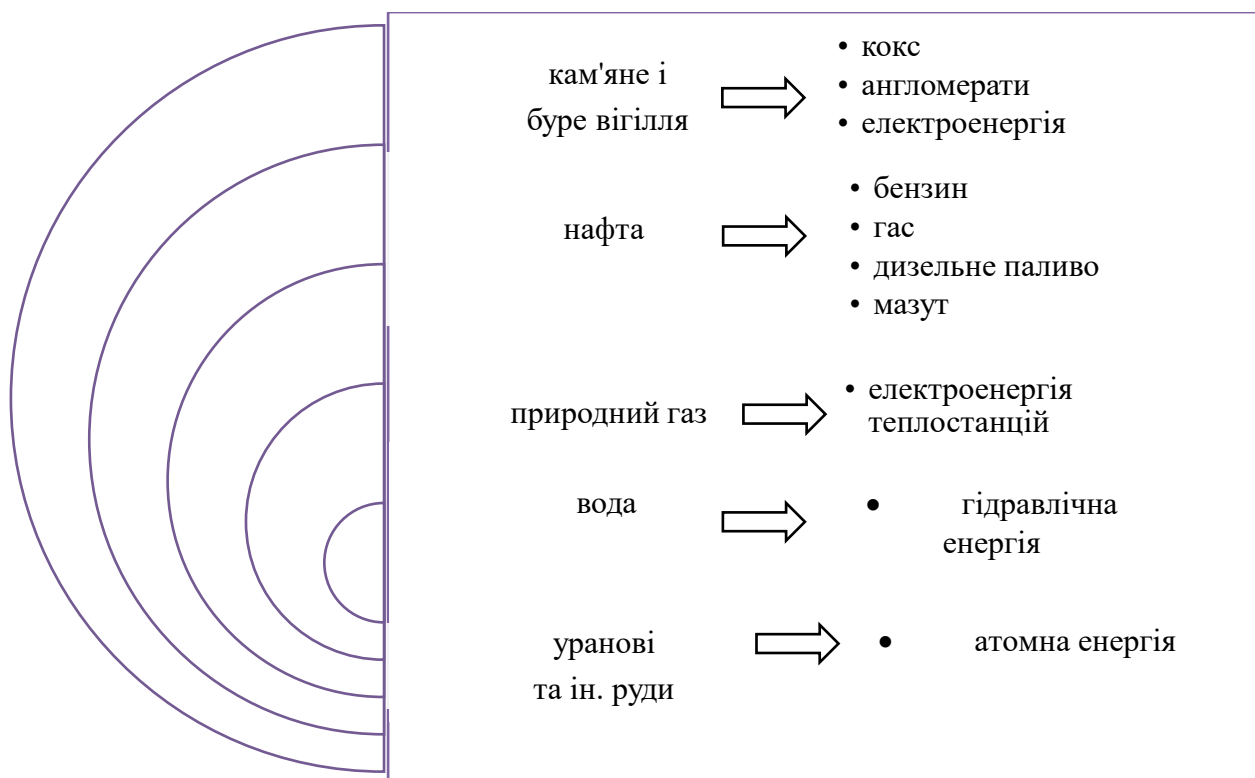 кам'яне і
буре вігілля
• кокс
• англомерати
• електроенергія
нафта
• бензин
• гас
• дизельне паливо
• мазут
природний газ
• електроенергія
теплостанцій
вода
• гідравлічна
енергія
уранові
та ін. руди
• атомна енергія